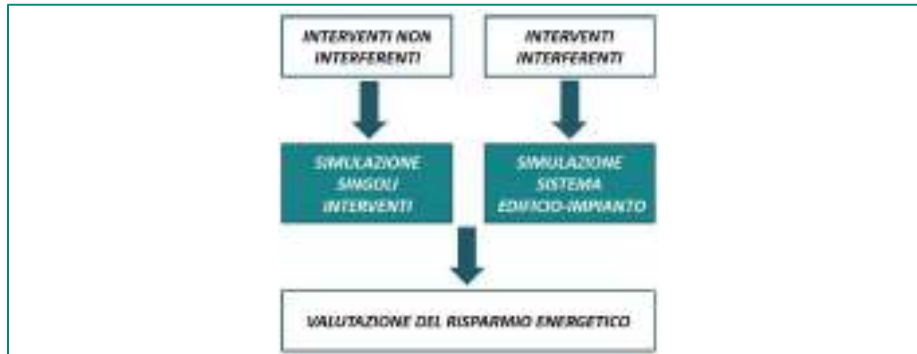 INTERVENTI NON
INTERFERENTI
INTERVENTI
INTERFERENTI
SIMULAZIONE
SINGOLI
INTERVENTI
SIMULAZIONE
SISTEMA
EDIFICIO-IMPIANTO
VALUTAZIONE DEL RISPARMIO ENERGETICO